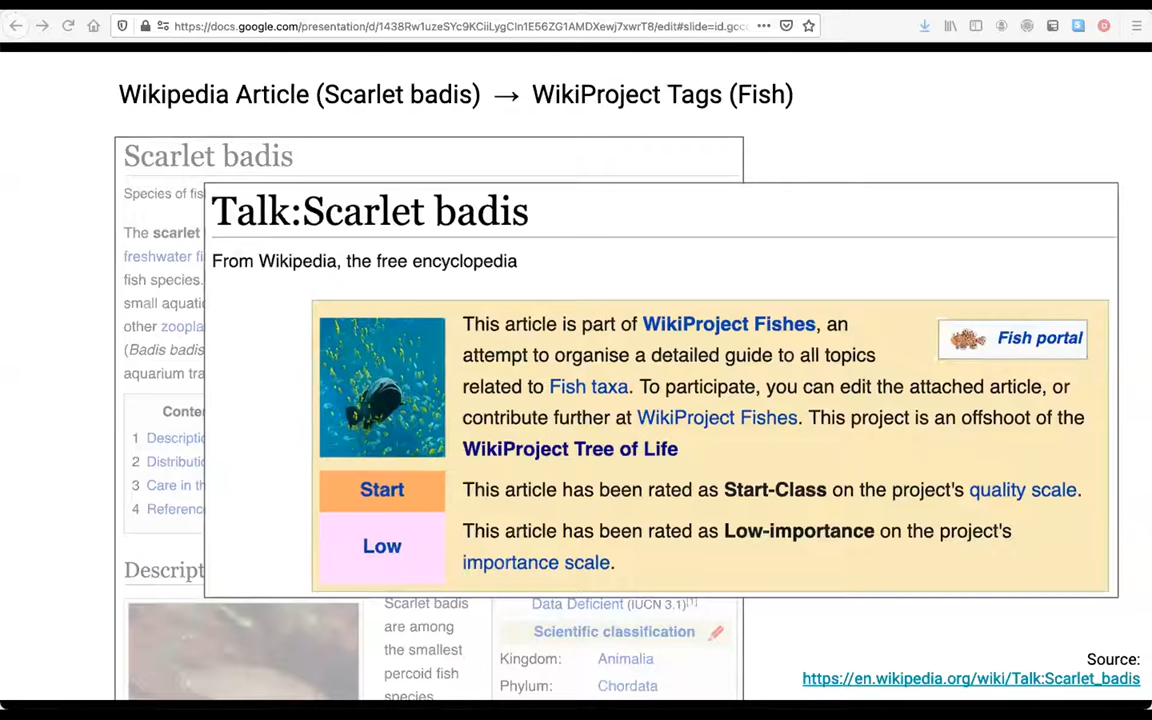 https://docs.google.com/presentation/d/1438Rw1uzeSYc9KCiiLygCIn1E56ZG1AMDXewj7xwrT8/edit#slide=id.gcc
Wikipedia Article (Scarlet badis) → WikiProject Tags (Fish)
Scarlet badis
Species of fis
The scarlet
freshwater fi
fish species.
small aquatic
other zoopla
(Badis badis
aquarium tra
Conte
1 Descriptio
2 Distributio
3 Care in th
4 Reference
Descript
Talk:Scarlet badis
From Wikipedia, the free encyclopedia
This article is part of WikiProject Fishes, an
attempt to organise a detailed guide to all topics
related to Fish taxa. To participate, you can edit the attached article, or
contribute further at WikiProject Fishes. This project is an offshoot of the
WikiProject Tree of Life
Fish portal
Start
This article has been rated as Start-Class on the project's quality scale.
Low
This article has been rated as Low-importance on the project's
importance scale.
Scarlet badis
are among
the smallest
percoid fish
species
Data Deficient (IUCN 3.1)[1]
Scientific classification
Kingdom: Animalia
Phylum: Chordata
Source:
https://en.wikipedia.org/wiki/Talk:Scarlet_badis